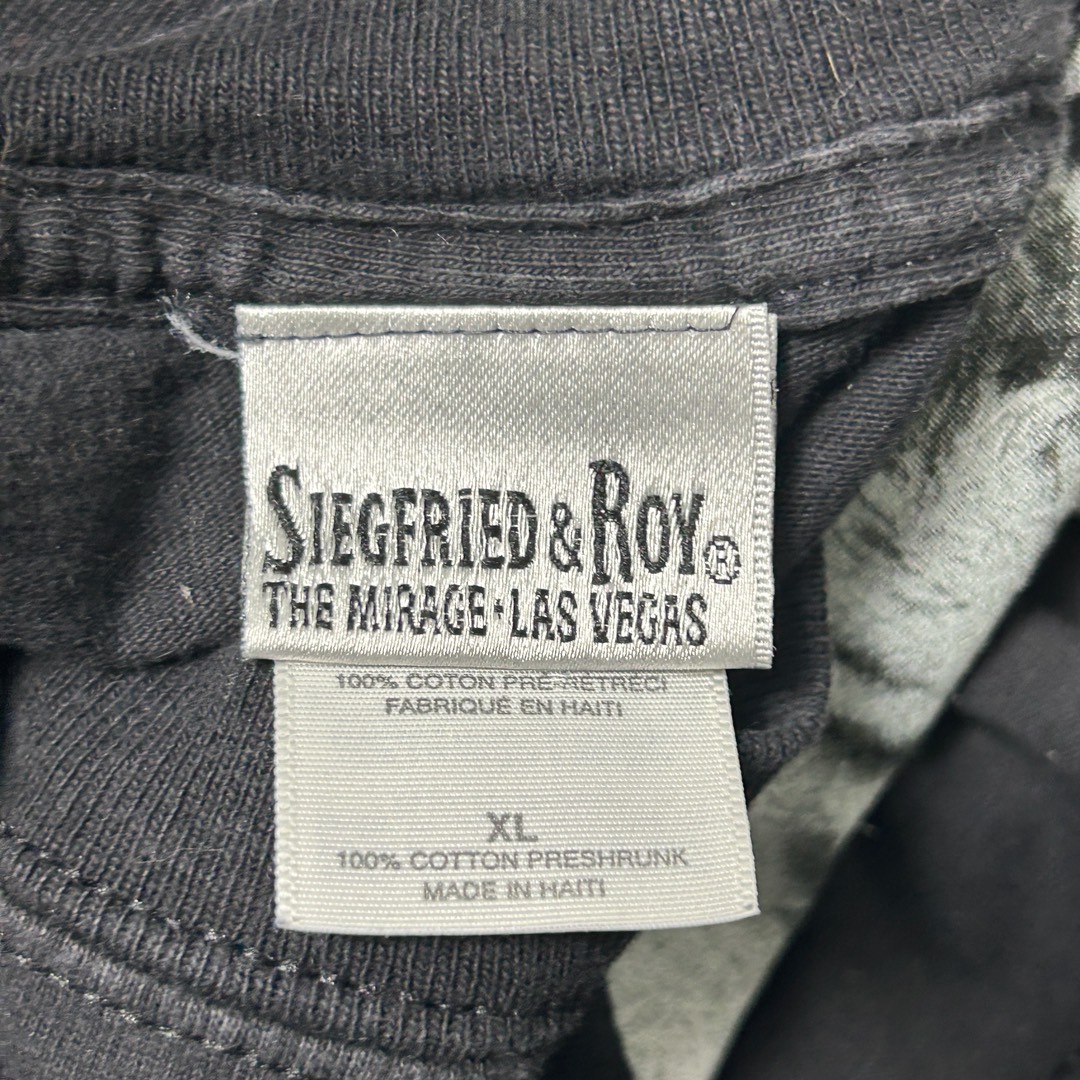 SIEGFRIED & ROY®
THE MIRAGE · LAS VEGAS
100% COTON PRÉ-RÉTRÉCI
FABRIQUÉ EN HAITI
XL
100% COTTON PRESHRUNK
MADE IN HAITI